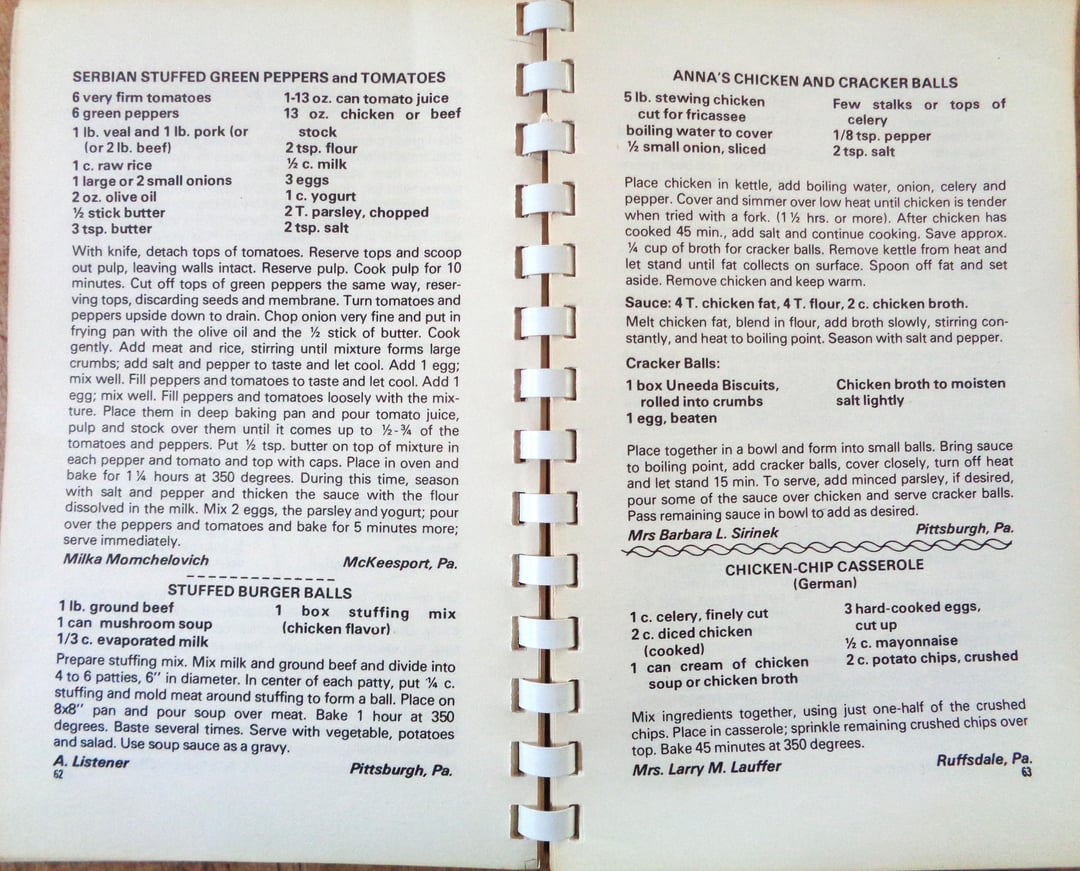 SERBIAN STUFFED GREEN PEPPERS and TOMATOES
6 very firm tomatoes
6 green peppers
1 lb. veal and 1 lb. pork (or
(or 2 lb. beef)
1 c. raw rice
1 large or 2 small onions
2 oz. olive oil
½ stick butter
3 tsp. butter
1-13 oz. can tomato juice
13 oz. chicken or beef
stock
2 tsp. flour
½ c. milk
3 eggs
1 c. yogurt
2 T. parsley, chopped
2 tsp. salt
With knife, detach tops of tomatoes. Reserve tops and scoop
out pulp, leaving walls intact. Reserve pulp. Cook pulp for 10
minutes. Cut off tops of green peppers the same way, reser-
ving tops, discarding seeds and membrane. Turn tomatoes and
peppers upside down to drain. Chop onion very fine and put in
frying pan with the olive oil and the ½ stick of butter. Cook
gently. Add meat and rice, stirring until mixture forms large
crumbs; add salt and pepper to taste and let cool. Add 1 egg;
mix well. Fill peppers and tomatoes to taste and let cool. Add 1
egg; mix well. Fill peppers and tomatoes loosely with the mix-
ture. Place them in deep baking pan and pour tomato juice,
pulp and stock over them until it comes up to ½-¾ of the
tomatoes and peppers. Put ½ tsp. butter on top of mixture in
each pepper and tomato and top with caps. Place in oven and
bake for 1¼ hours at 350 degrees. During this time, season
with salt and pepper and thicken the sauce with the flour
dissolved in the milk. Mix 2 eggs, the parsley and yogurt; pour
over the peppers and tomatoes and bake for 5 minutes more;
serve immediately.
Milka Momchelovich McKeesport, Pa.
STUFFED BURGER BALLS
1 lb. ground beef
1 can mushroom soup
1/3 c. evaporated milk
1 box stuffing mix
(chicken flavor)
Prepare stuffing mix. Mix milk and ground beef and divide into
4 to 6 patties, 6" in diameter. In center of each patty, put ¼ c.
stuffing and mold meat around stuffing to form a ball. Place on
8x8" pan and pour soup over meat. Bake 1 hour at 350
degrees. Baste several times. Serve with vegetable, potatoes
and salad. Use soup sauce as a gravy.
A. Listener Pittsburgh, Pa.
62
ANNA'S CHICKEN AND CRACKER BALLS
5 lb. stewing chicken
cut for fricassee
boiling water to cover
½ small onion, sliced
Few stalks or tops of
celery
1/8 tsp. pepper
2 tsp. salt
Place chicken in kettle, add boiling water, onion, celery and
pepper. Cover and simmer over low heat until chicken is tender
when tried with a fork. (1½ hrs. or more). After chicken has
cooked 45 min., add salt and continue cooking. Save approx.
¼ cup of broth for cracker balls. Remove kettle from heat and
let stand until fat collects on surface. Spoon off fat and set
aside. Remove chicken and keep warm.
Sauce: 4 T. chicken fat, 4 T. flour, 2 c. chicken broth.
Melt chicken fat, blend in flour, add broth slowly, stirring con-
stantly, and heat to boiling point. Season with salt and pepper.
Cracker Balls:
1 box Uneeda Biscuits,
rolled into crumbs
1 egg, beaten
Chicken broth to moisten
salt lightly
Place together in a bowl and form into small balls. Bring sauce
to boiling point, add cracker balls, cover closely, turn off heat
and let stand 15 min. To serve, add minced parsley, if desired,
pour some of the sauce over chicken and serve cracker balls.
Pass remaining sauce in bowl to add as desired.
Mrs Barbara L. Sirinek Pittsburgh, Pa.
CHICKEN-CHIP CASSEROLE
(German)
1 c. celery, finely cut
2 c. diced chicken
(cooked)
1 can cream of chicken
soup or chicken broth
3 hard-cooked eggs,
cut up
½ c. mayonnaise
2 c. potato chips, crushed
Mix ingredients together, using just one-half of the crushed
chips. Place in casserole; sprinkle remaining crushed chips over
top. Bake 45 minutes at 350 degrees.
Mrs. Larry M. Lauffer Ruffsdale, Pa.
63